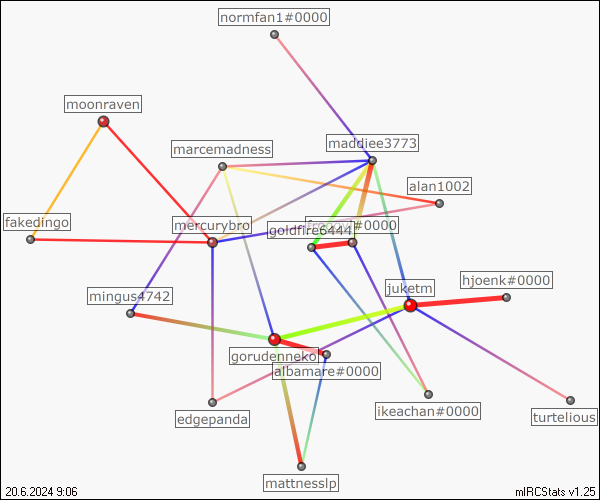 normfan1#0000
moonraven
maddiee3773
marcemadness
alan1002
fakedingo
mercurybro
#0000
goldfire6444
hjoenk#0000
juketm
mingus4742
gorudenneko
albamare#0000
edgepanda
ikeachan#0000
turtelious
mattnesslp
20.6.2024 9:06
mIRCStats v1.25